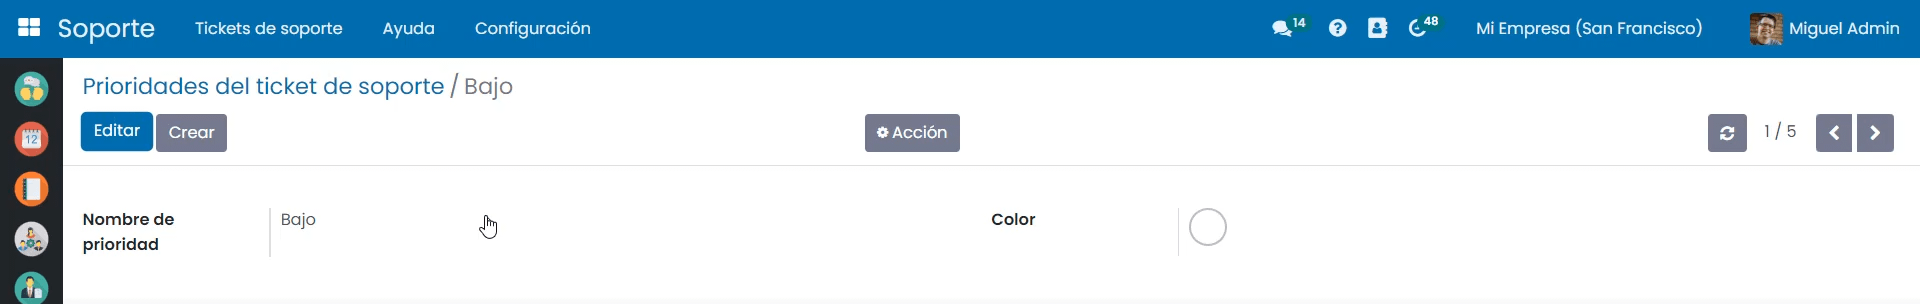 Soporte Tickets de soporte Ayuda Configuración 14 48 Mi Empresa (San Francisco) Miguel Admin
Prioridades del ticket de soporte / Bajo
Editar Crear Acción 1 / 5
12
Nombre de prioridad Bajo Color